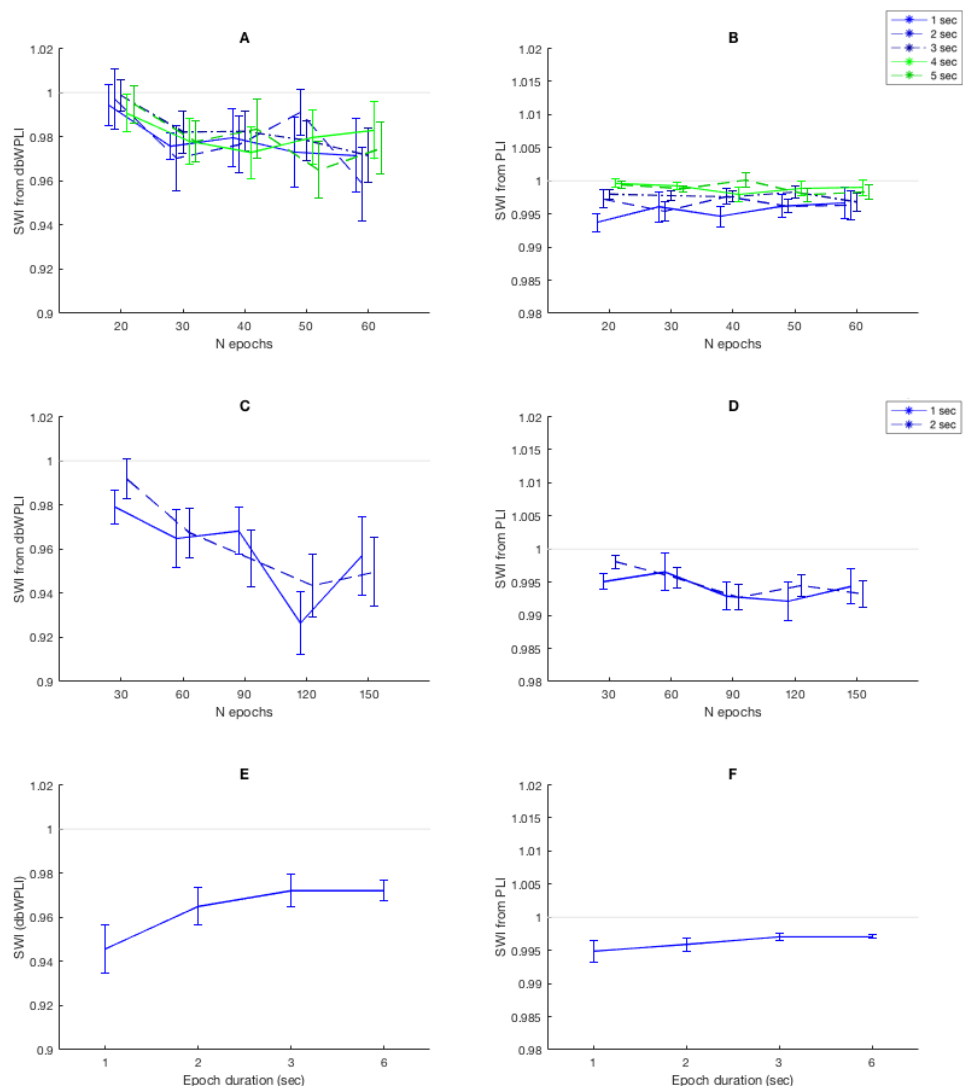 A
SWI from dbWPLI
1.02
1
0.98
0.96
0.94
0.92
0.9
20 30 40 50 60
N epochs
B
1 sec
2 sec
3 sec
4 sec
5 sec
SWI from PLI
1.02
1.015
1.01
1.005
1
0.995
0.99
0.985
0.98
20 30 40 50 60
N epochs
C
SWI from dbWPLI
1.02
1
0.98
0.96
0.94
0.92
0.9
30 60 90 120 150
N epochs
D
1 sec
2 sec
SWI from PLI
1.02
1.015
1.01
1.005
1
0.995
0.99
0.985
0.98
30 60 90 120 150
N epochs
E
SWI (dbWPLI)
1.02
1
0.98
0.96
0.94
0.92
0.9
1 2 3 6
Epoch duration (sec)
F
SWI from PLI
1.02
1.015
1.01
1.005
1
0.995
0.99
0.985
0.98
1 2 3 6
Epoch duration (sec)